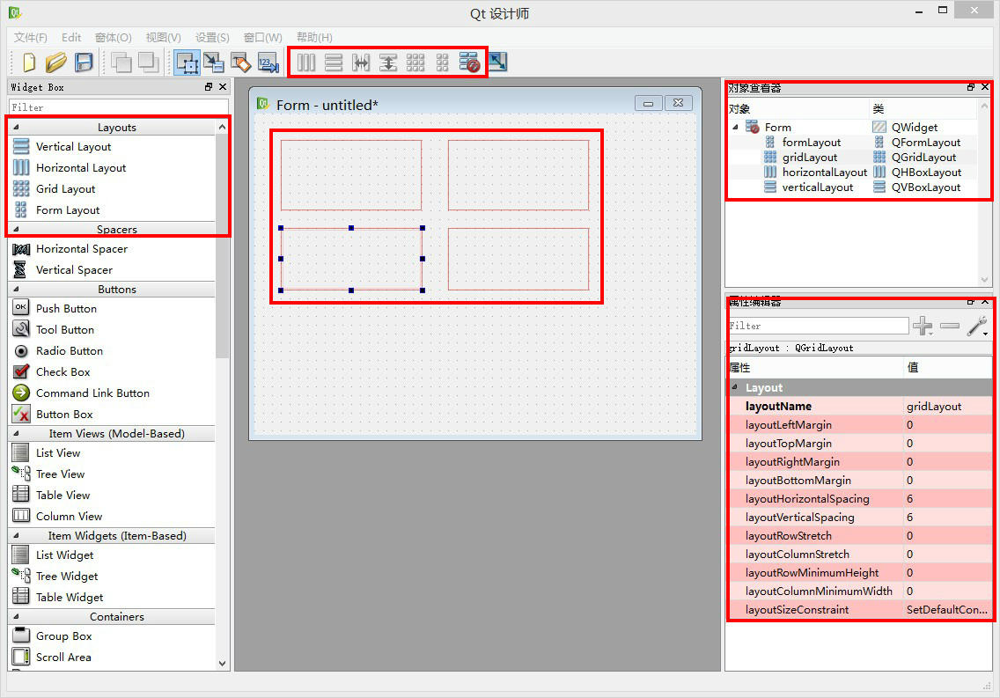 Qt 设计师
文件(F) Edit 窗体(O) 视图(V) 设置(S) 窗口(W) 帮助(H)
Widget Box
Filter
Layouts
Vertical Layout
Horizontal Layout
Grid Layout
Form Layout
Spacers
Horizontal Spacer
Vertical Spacer
Buttons
OK Push Button
Tool Button
Radio Button
Check Box
Command Link Button
Button Box
Item Views (Model-Based)
List View
Tree View
Table View
Column View
Item Widgets (Item-Based)
List Widget
Tree Widget
Table Widget
Containers
Group Box
Scroll Area
Form - untitled*
对象查看器
对象 类
Form QWidget
formLayout QFormLayout
gridLayout QGridLayout
horizontalLayout QHBoxLayout
verticalLayout QVBoxLayout
属性编辑器
Filter
gridLayout : QGridLayout
属性 值
Layout
layoutName gridLayout
layoutLeftMargin 0
layoutTopMargin 0
layoutRightMargin 0
layoutBottomMargin 0
layoutHorizontalSpacing 6
layoutVerticalSpacing 6
layoutRowStretch 0
layoutColumnStretch 0
layoutRowMinimumHeight 0
layoutColumnMinimumWidth 0
layoutSizeConstraint SetDefaultCon...